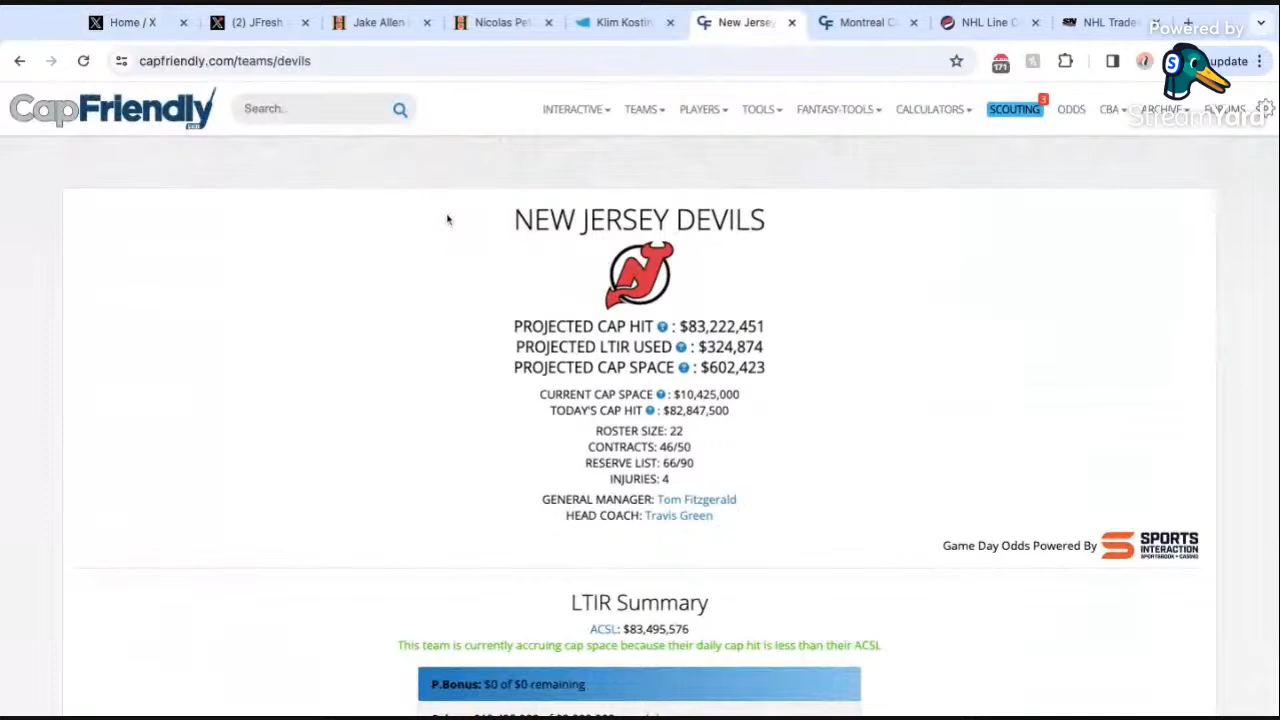 Home / X
(2) JFresh
Jake Allen
Nicolas Pe
Klim Kostin
New Jersey
Montreal C
NHL Line C
NHL Trade
Powered by
capfriendly.com/teams/devils
171
update
CapFriendly
Search..
INTERACTIVE
TEAMS
PLAYERS
TOOLS
FANTASY-TOOLS
CALCULATORS
SCOUTING
3
ODDS
CBA
ARCHIVE
FORUMS
StreamYard
NEW JERSEY DEVILS
PROJECTED CAP HIT : $83,222,451
PROJECTED LTIR USED : $324,874
PROJECTED CAP SPACE : $602,423
CURRENT CAP SPACE : $10,425,000
TODAY'S CAP HIT : $82,847,500
ROSTER SIZE: 22
CONTRACTS: 46/50
RESERVE LIST: 66/90
INJURIES: 4
GENERAL MANAGER: Tom Fitzgerald
HEAD COACH: Travis Green
Game Day Odds Powered By
SPORTS
INTERACTION
SPORTSBOOK + CASINO
LTIR Summary
ACSL: $83,495,576
This team is currently accruing cap space because their daily cap hit is less than their ACSL
P.Bonus: $0 of $0 remaining